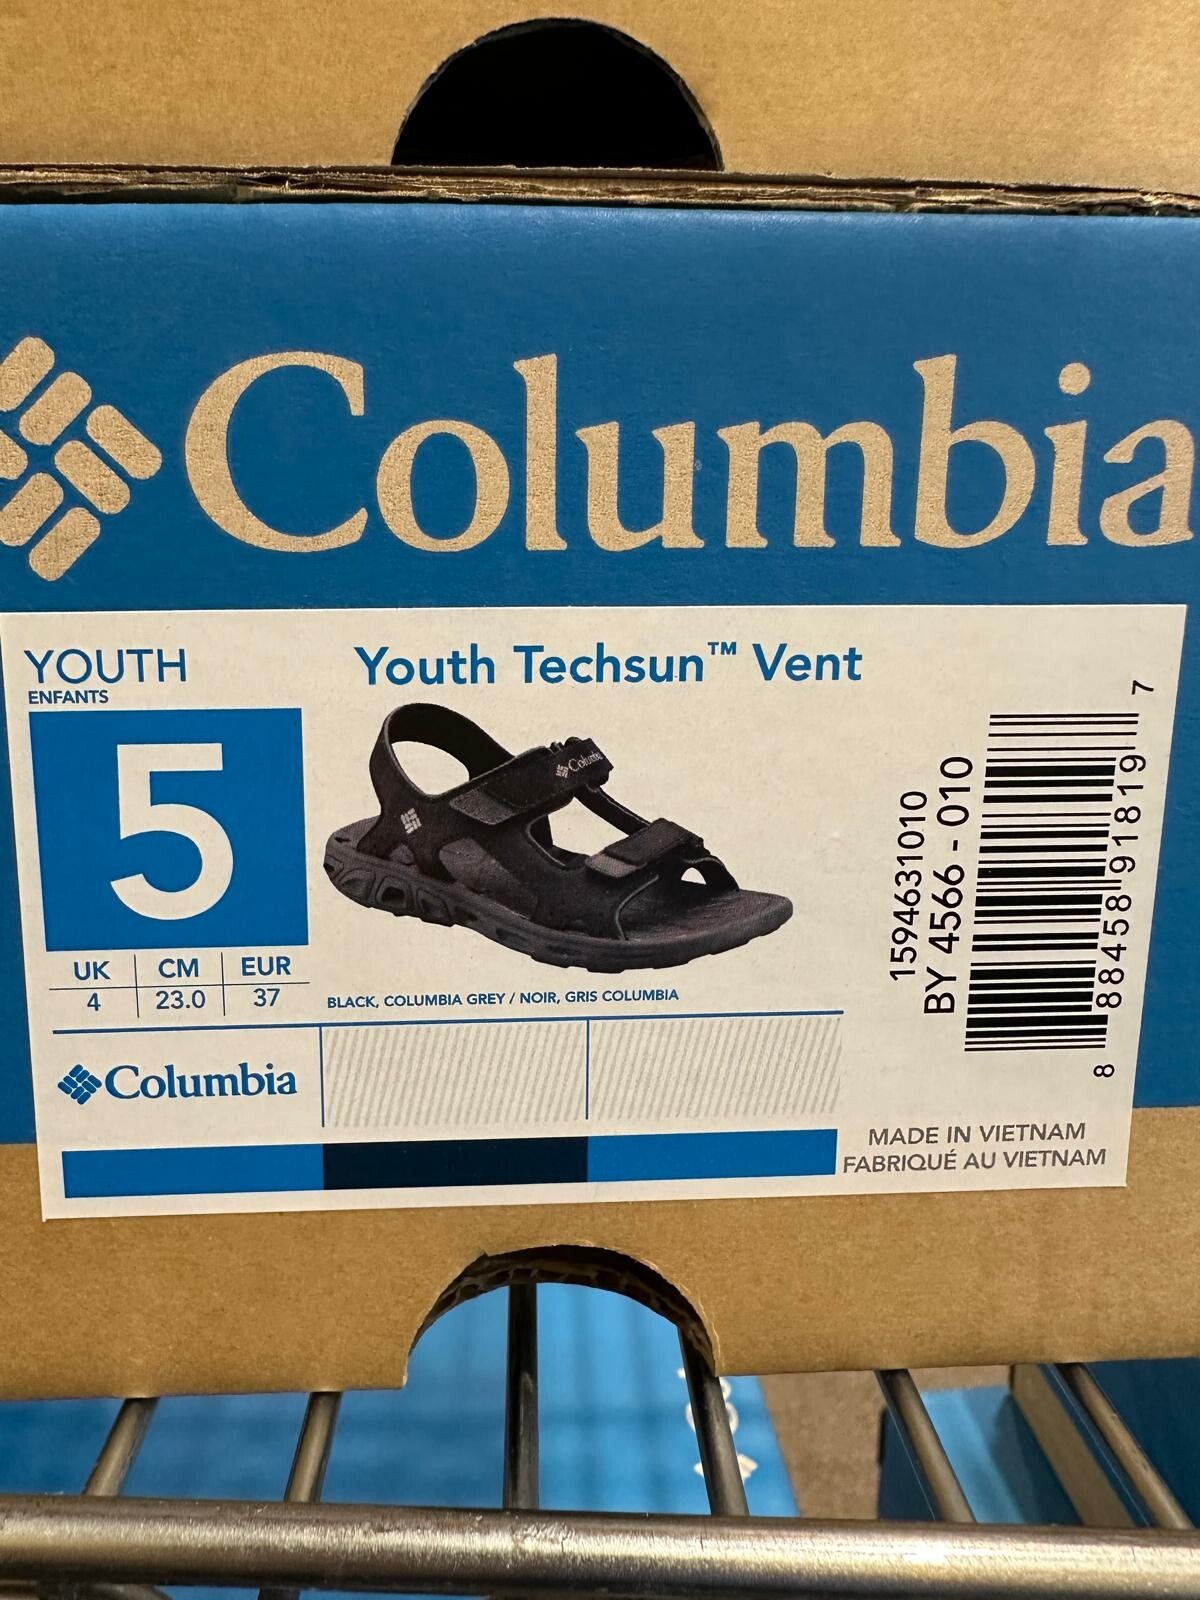 Columbia
YOUTH
ENFANTS
5
UK CM EUR
4 23.0 37
Youth Techsun™ Vent
Columbia
BLACK, COLUMBIA GREY / NOIR, GRIS COLUMBIA
Columbia
1594631010
BY 4566 - 010
8 88458 91819 7
MADE IN VIETNAM
FABRIQUÉ AU VIETNAM